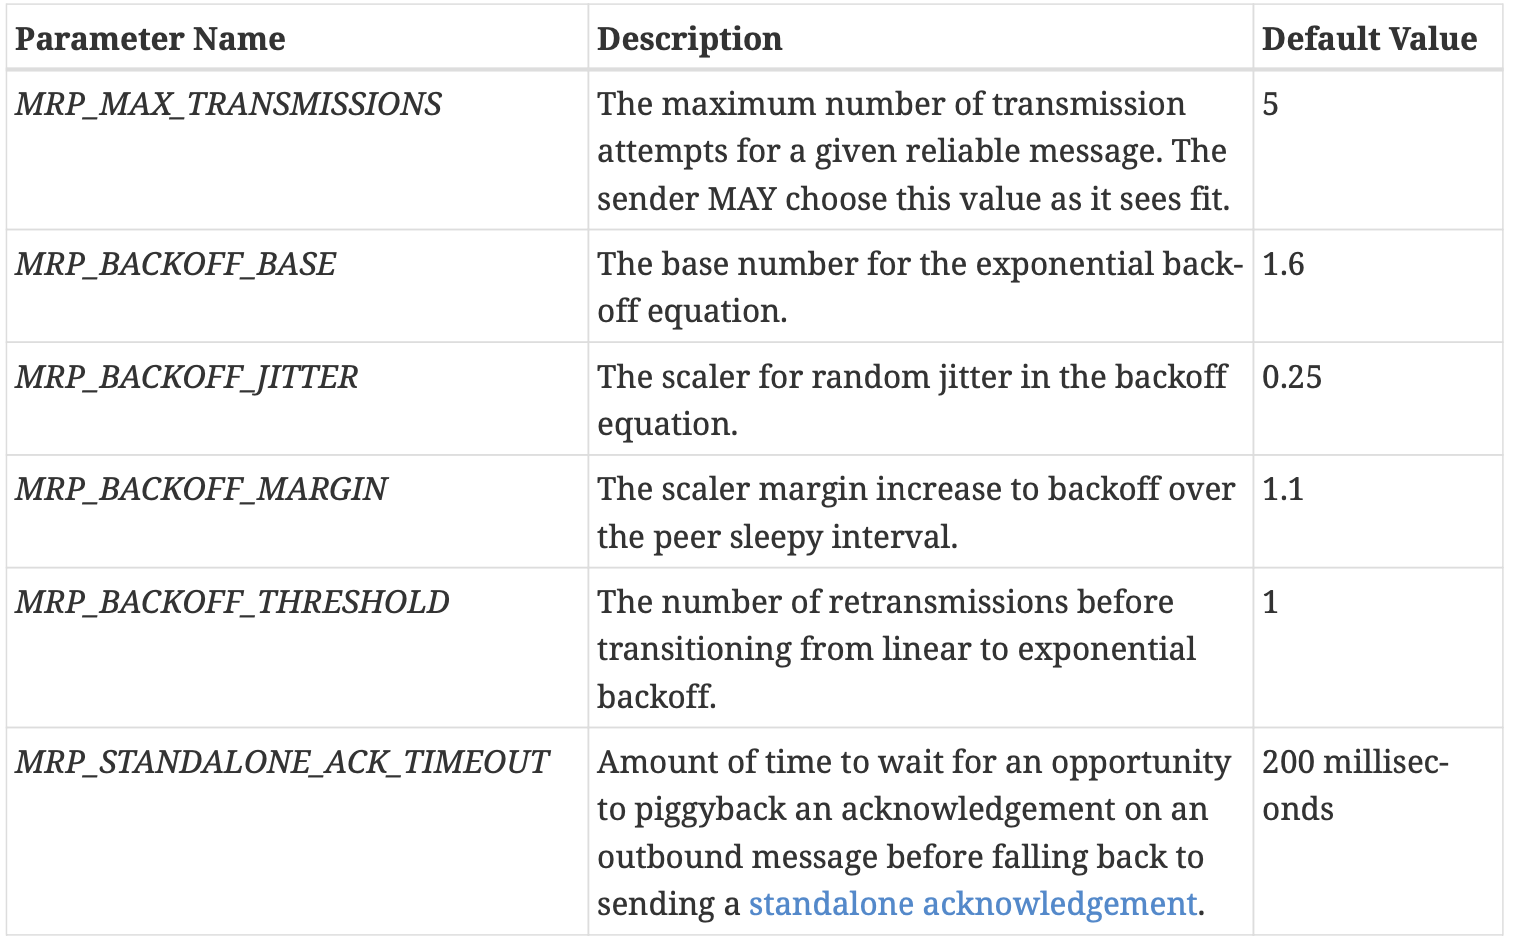 Parameter Name Description Default Value
MRP_MAX_TRANSMISSIONS The maximum number of transmission 5
attempts for a given reliable message. The
sender MAY choose this value as it sees fit.
MRP_BACKOFF_BASE The base number for the exponential back- 1.6
off equation.
MRP_BACKOFF_JITTER The scaler for random jitter in the backoff 0.25
equation.
MRP_BACKOFF_MARGIN The scaler margin increase to backoff over 1.1
the peer sleepy interval.
MRP_BACKOFF_THRESHOLD The number of retransmissions before 1
transitioning from linear to exponential
backoff.
MRP_STANDALONE_ACK_TIMEOUT Amount of time to wait for an opportunity 200 millisec-
to piggyback an acknowledgement on an onds
outbound message before falling back to
sending a standalone acknowledgement.